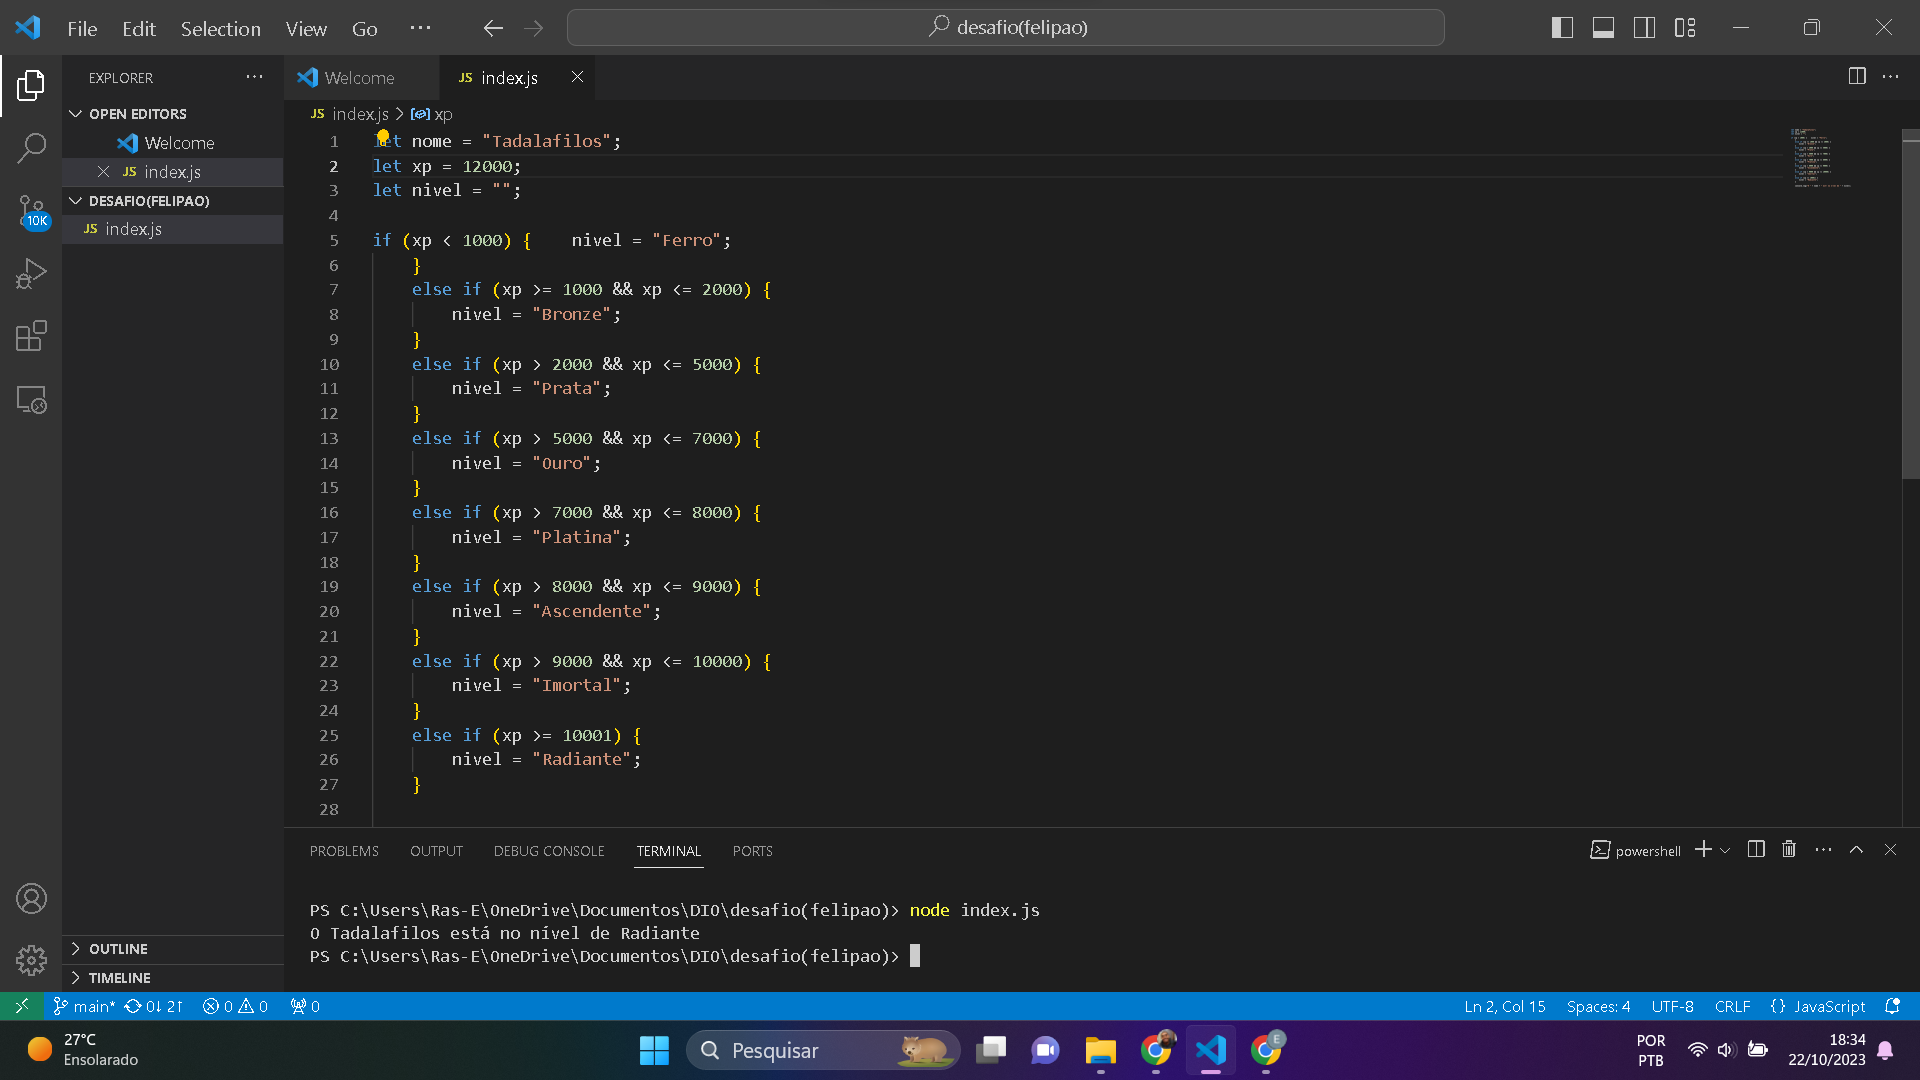 File Edit Selection View Go ···
desafio(felipao)
EXPLORER ···
OPEN EDITORS
Welcome
JS index.js
DESAFIO(FELIPAO)
JS index.js
10K
Welcome JS index.js
JS index.js > xp
1 let nome = "Tadalafilos";
2 let xp = 12000;
3 let nivel = "";
4
5 if (xp < 1000) {    nivel = "Ferro";
6 }
7 else if (xp >= 1000 && xp <= 2000) {
8 nivel = "Bronze";
9 }
10 else if (xp > 2000 && xp <= 5000) {
11 nivel = "Prata";
12 }
13 else if (xp > 5000 && xp <= 7000) {
14 nivel = "Ouro";
15 }
16 else if (xp > 7000 && xp <= 8000) {
17 nivel = "Platina";
18 }
19 else if (xp > 8000 && xp <= 9000) {
20 nivel = "Ascendente";
21 }
22 else if (xp > 9000 && xp <= 10000) {
23 nivel = "Imortal";
24 }
25 else if (xp >= 10001) {
26 nivel = "Radiante";
27 }
28
PROBLEMS OUTPUT DEBUG CONSOLE TERMINAL PORTS
powershell
PS C:\Users\Ras-E\OneDrive\Documentos\DIO\desafio(felipao)> node index.js
O Tadalafilos está no nível de Radiante
PS C:\Users\Ras-E\OneDrive\Documentos\DIO\desafio(felipao)>
OUTLINE
TIMELINE
main* 0↓ 2↑ 0 0 0
Ln 2, Col 15 Spaces: 4 UTF-8 CRLF {} JavaScript
27°C
Ensolarado
Pesquisar
E
POR
PTB
18:34
22/10/2023